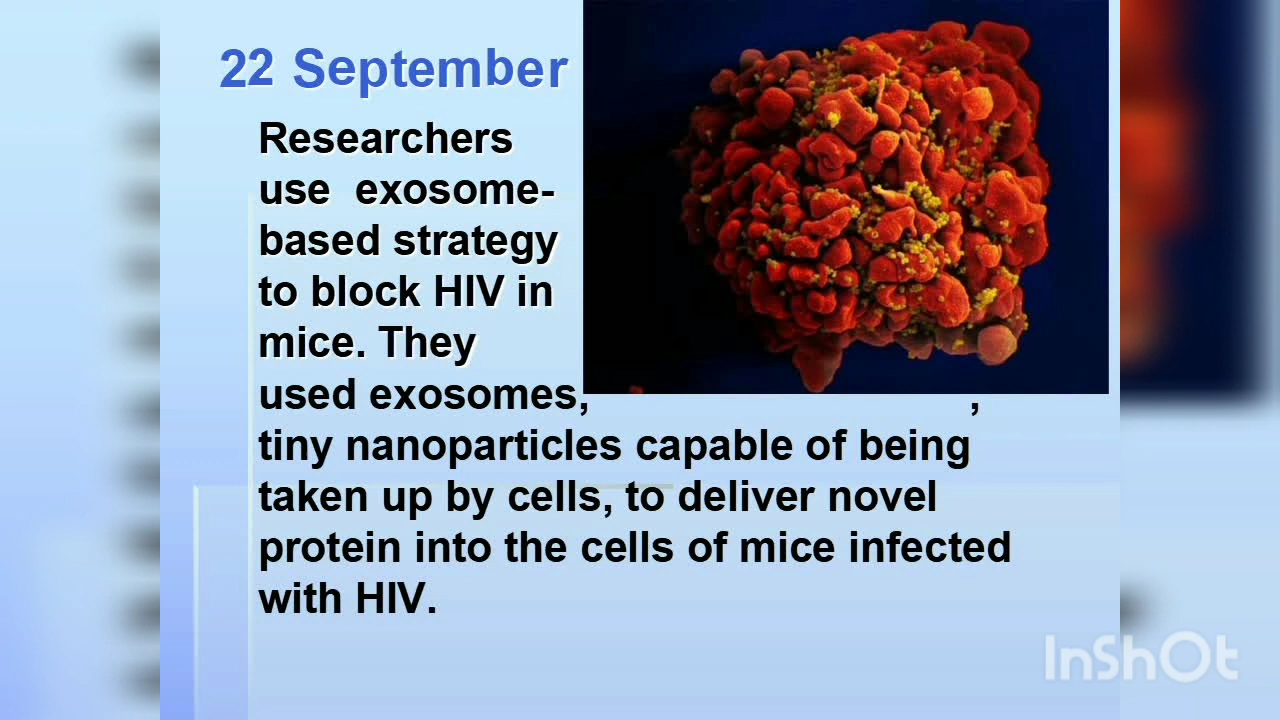 22 September
Researchers
use exosome-
based strategy
to block HIV in
mice. They
used exosomes, ,
tiny nanoparticles capable of being
taken up by cells, to deliver novel
protein into the cells of mice infected
with HIV.
InShOt